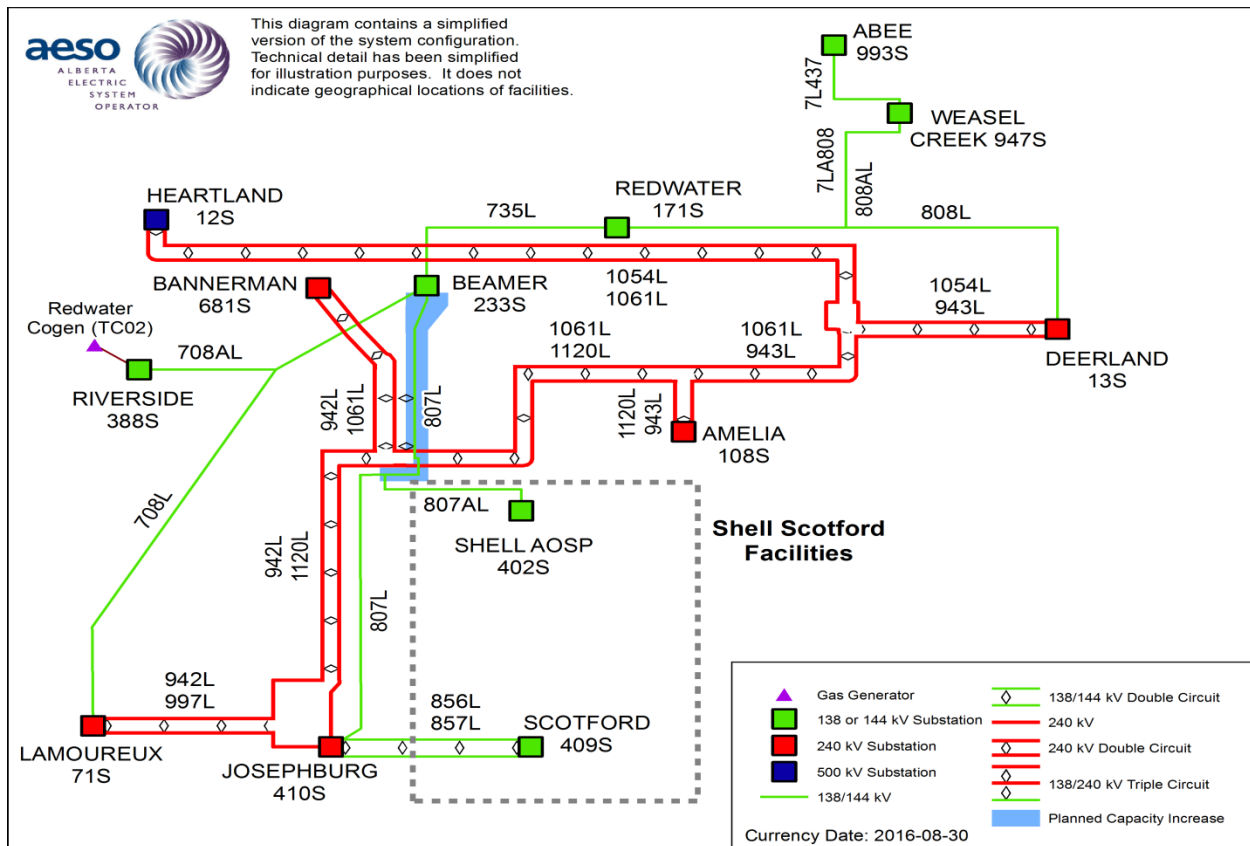 aeso
ALBERTA
ELECTRIC
SYSTEM
OPERATOR
This diagram contains a simplified
version of the system configuration.
Technical detail has been simplified
for illustration purposes. It does not
indicate geographical locations of facilities.
ABEE
993S
7L437
WEASEL
CREEK 947S
7LA808
808AL
HEARTLAND
12S
735L
REDWATER
171S
808L
BANNERMAN
681S
BEAMER
233S
1054L
1061L
1054L
943L
Redwater
Cogen (TC02)
708AL
RIVERSIDE
388S
942L
1061L
807L
1061L
1120L
1061L
943L
DEERLAND
13S
1120L
943L
AMELIA
108S
708L
807AL
SHELL AOSP
402S
Shell Scotford
Facilities
942L
1120L
807L
942L
997L
LAMOUREUX
71S
JOSEPHBURG
410S
856L
857L
SCOTFORD
409S
Gas Generator
138 or 144 kV Substation
240 kV Substation
500 kV Substation
138/144 kV
138/144 kV Double Circuit
240 kV
240 kV Double Circuit
138/240 kV Triple Circuit
Planned Capacity Increase
Currency Date: 2016-08-30